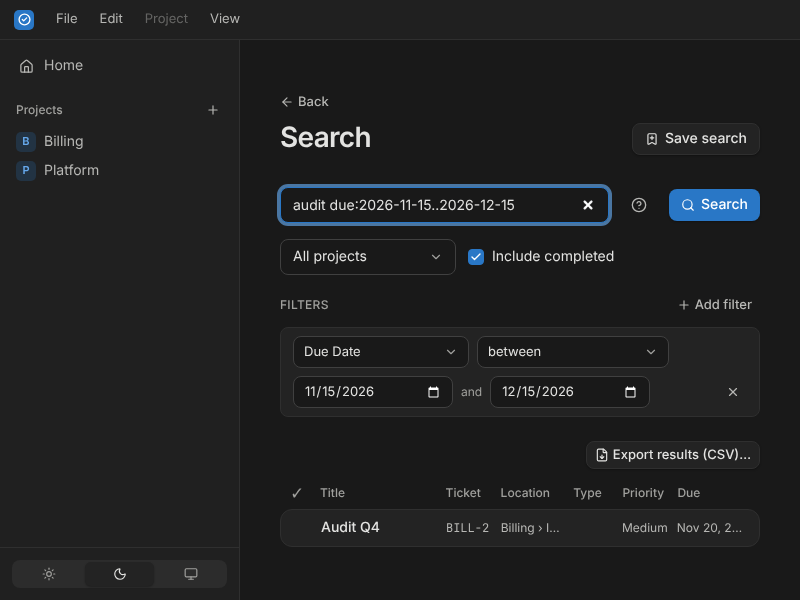 File Edit Project View
Home
Projects
B Billing
P Platform
Back
Search
Save search
audit due:2026-11-15..2026-12-15
Search
All projects
Include completed
FILTERS
Add filter
Due Date
between
11/15/2026
and
12/15/2026
Export results (CSV)...
✓ Title Ticket Location Type Priority Due
Audit Q4 BILL-2 Billing › I... Medium Nov 20, 2...